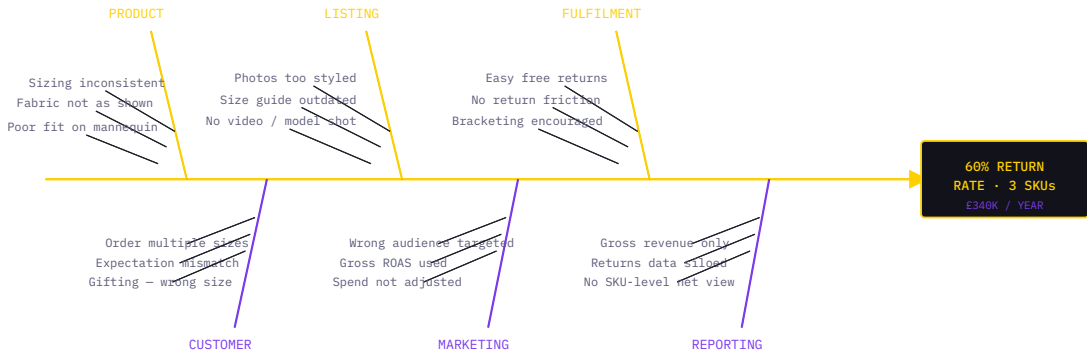 PRODUCT
Sizing inconsistent
Fabric not as shown
Poor fit on mannequin
LISTING
Photos too styled
Size guide outdated
No video / model shot
FULFILMENT
Easy free returns
No return friction
Bracketing encouraged
60% RETURN
RATE · 3 SKUs
£340K / YEAR
Order multiple sizes
Expectation mismatch
Gifting — wrong size
CUSTOMER
Wrong audience targeted
Gross ROAS used
Spend not adjusted
MARKETING
Gross revenue only
Returns data siloed
No SKU-level net view
REPORTING